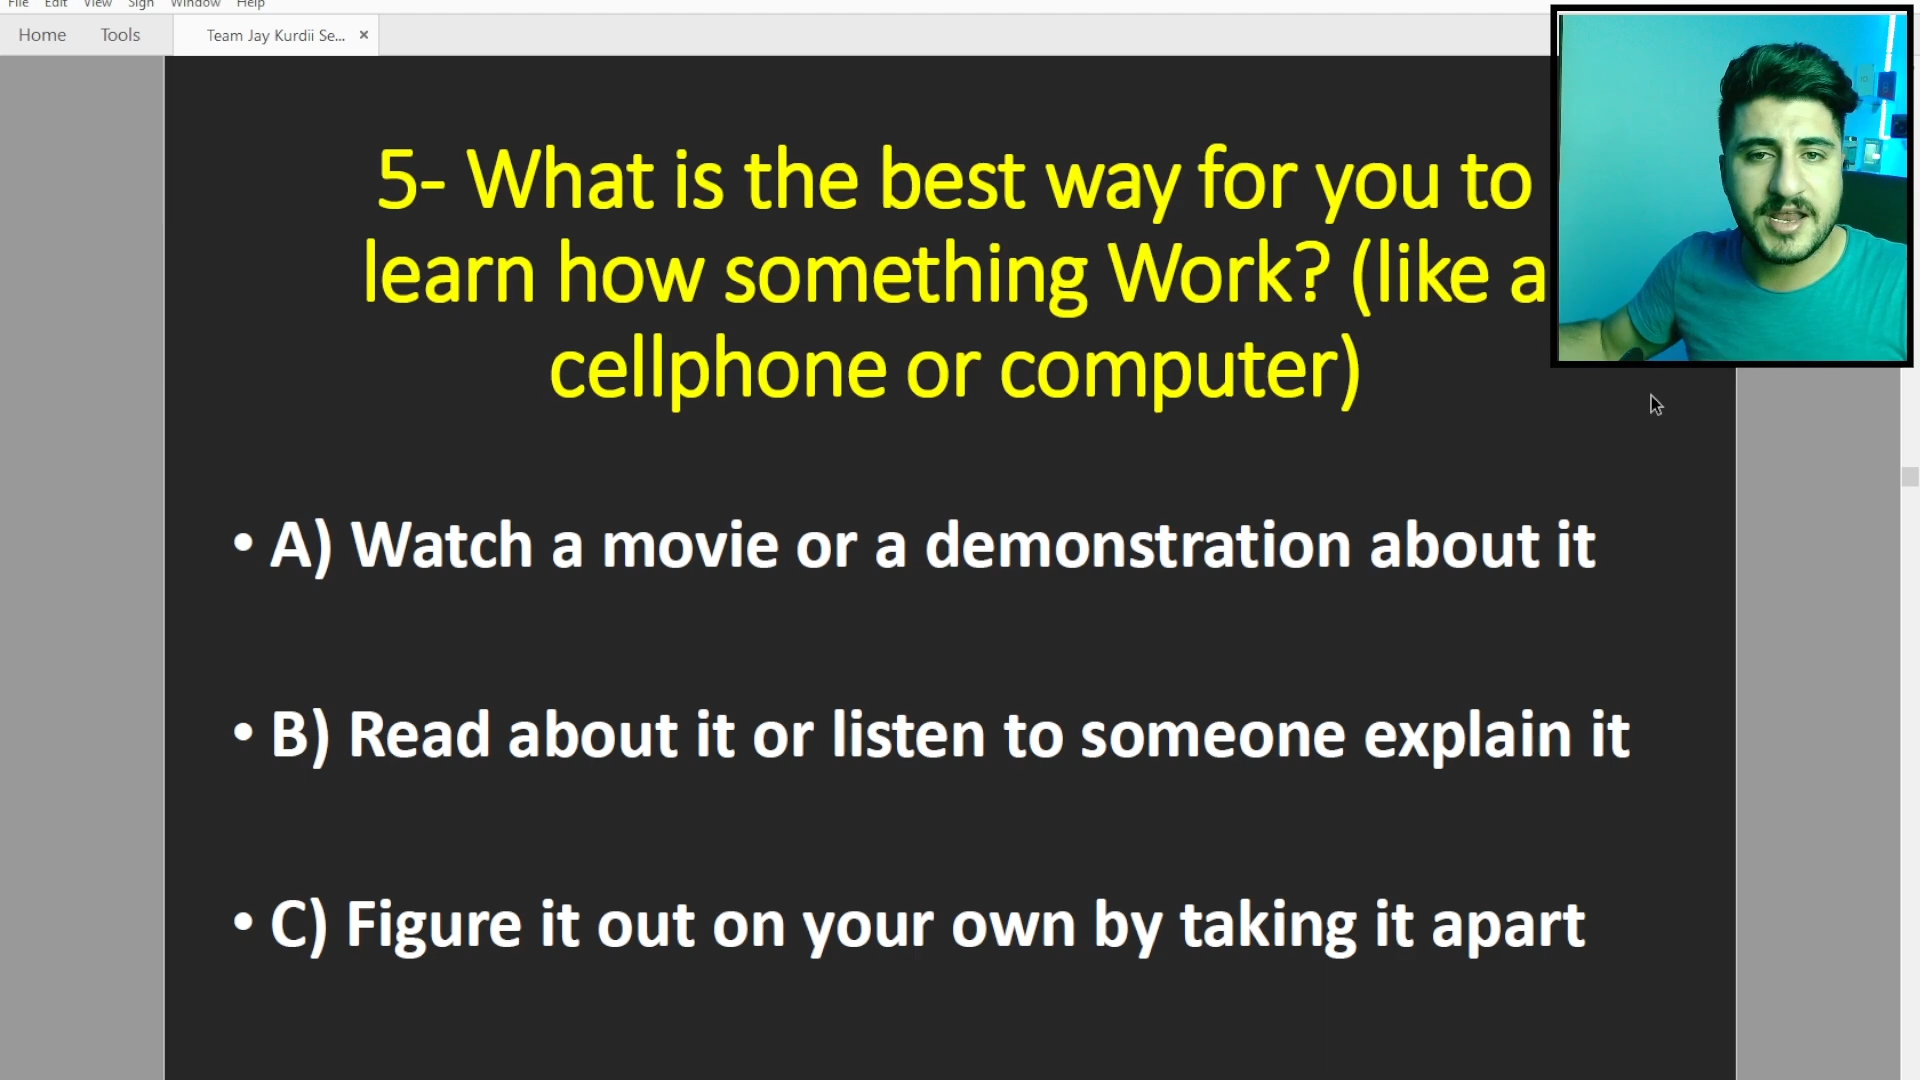 File Edit View Sign Window Help
Home Tools Team Jay Kurdii Se... ×
5- What is the best way for you to
learn how something Work? (like a
cellphone or computer)
• A) Watch a movie or a demonstration about it
• B) Read about it or listen to someone explain it
• C) Figure it out on your own by taking it apart